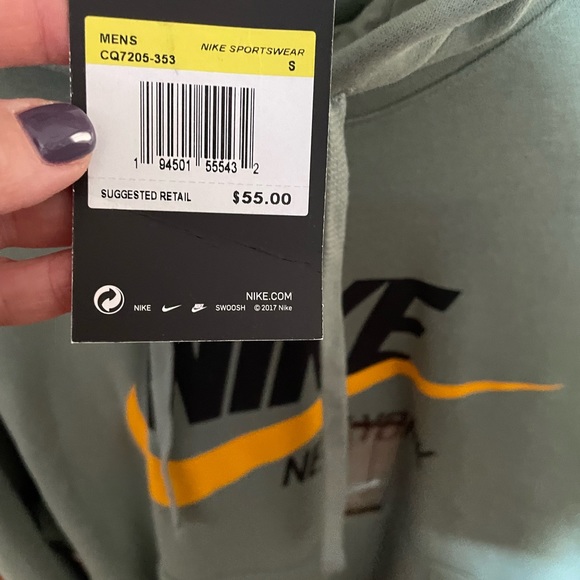 MENS NIKE SPORTSWEAR
CQ7205-353 S
1 94501 55543 2
SUGGESTED RETAIL $55.00
NIKE.COM
NIKE SWOOSH © 2017 Nike
NIKE